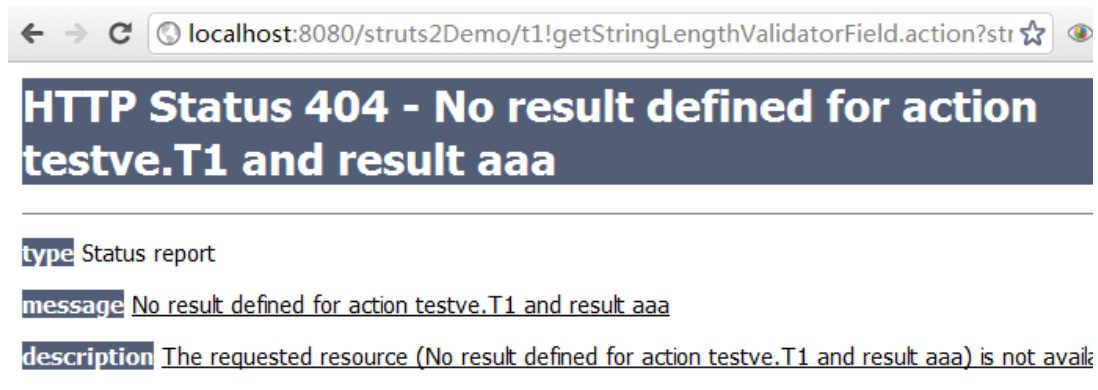 localhost:8080/struts2Demo/t1!getStringLengthValidatorField.action?str
HTTP Status 404 - No result defined for action
testve.T1 and result aaa
type Status report
message No result defined for action testve.T1 and result aaa
description The requested resource (No result defined for action testve.T1 and result aaa) is not availa